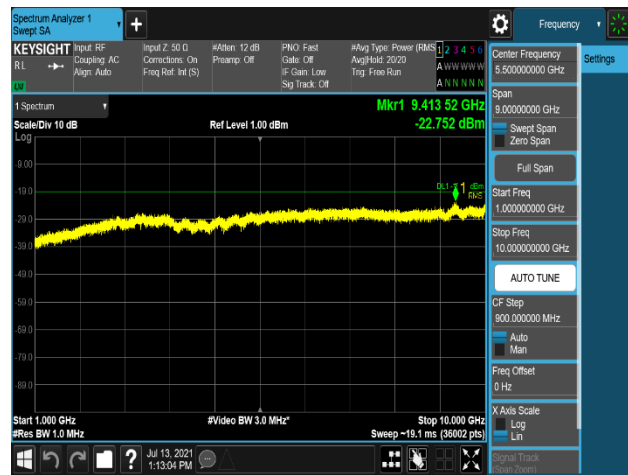 Spectrum Analyzer 1
Swept SA
+
Frequency
KEYSIGHT
RL
LXI
Input: RF
Coupling: AC
Align: Auto
Input Z: 50 Ω
Corrections: On
Freq Ref: Int (S)
#Atten: 12 dB
Preamp: Off
PNO: Fast
Gate: Off
IF Gain: Low
Sig Track: Off
#Avg Type: Power (RMS
Avg|Hold: 20/20
Trig: Free Run
1 2 3 4 5 6
A W W W W W
A N N N N N
Center Frequency
5.500000000 GHz
Settings
Span
9.00000000 GHz
Swept Span
Zero Span
Full Span
Start Freq
1.000000000 GHz
Stop Freq
10.000000000 GHz
AUTO TUNE
CF Step
900.000000 MHz
Auto
Man
Freq Offset
0 Hz
X Axis Scale
Log
Lin
Signal Track
(Span Zoom)
1 Spectrum
Scale/Div 10 dB
Log
Ref Level 1.00 dBm
Mkr1 9.413 52 GHz
-22.752 dBm
-9.00
-19.0
-29.0
-39.0
-49.0
-59.0
-69.0
-79.0
-89.0
1
RMS
Start 1.000 GHz
#Res BW 1.0 MHz
#Video BW 3.0 MHz*
Stop 10.000 GHz
Sweep ~19.1 ms (36002 pts)
?
Jul 13, 2021
1:13:04 PM